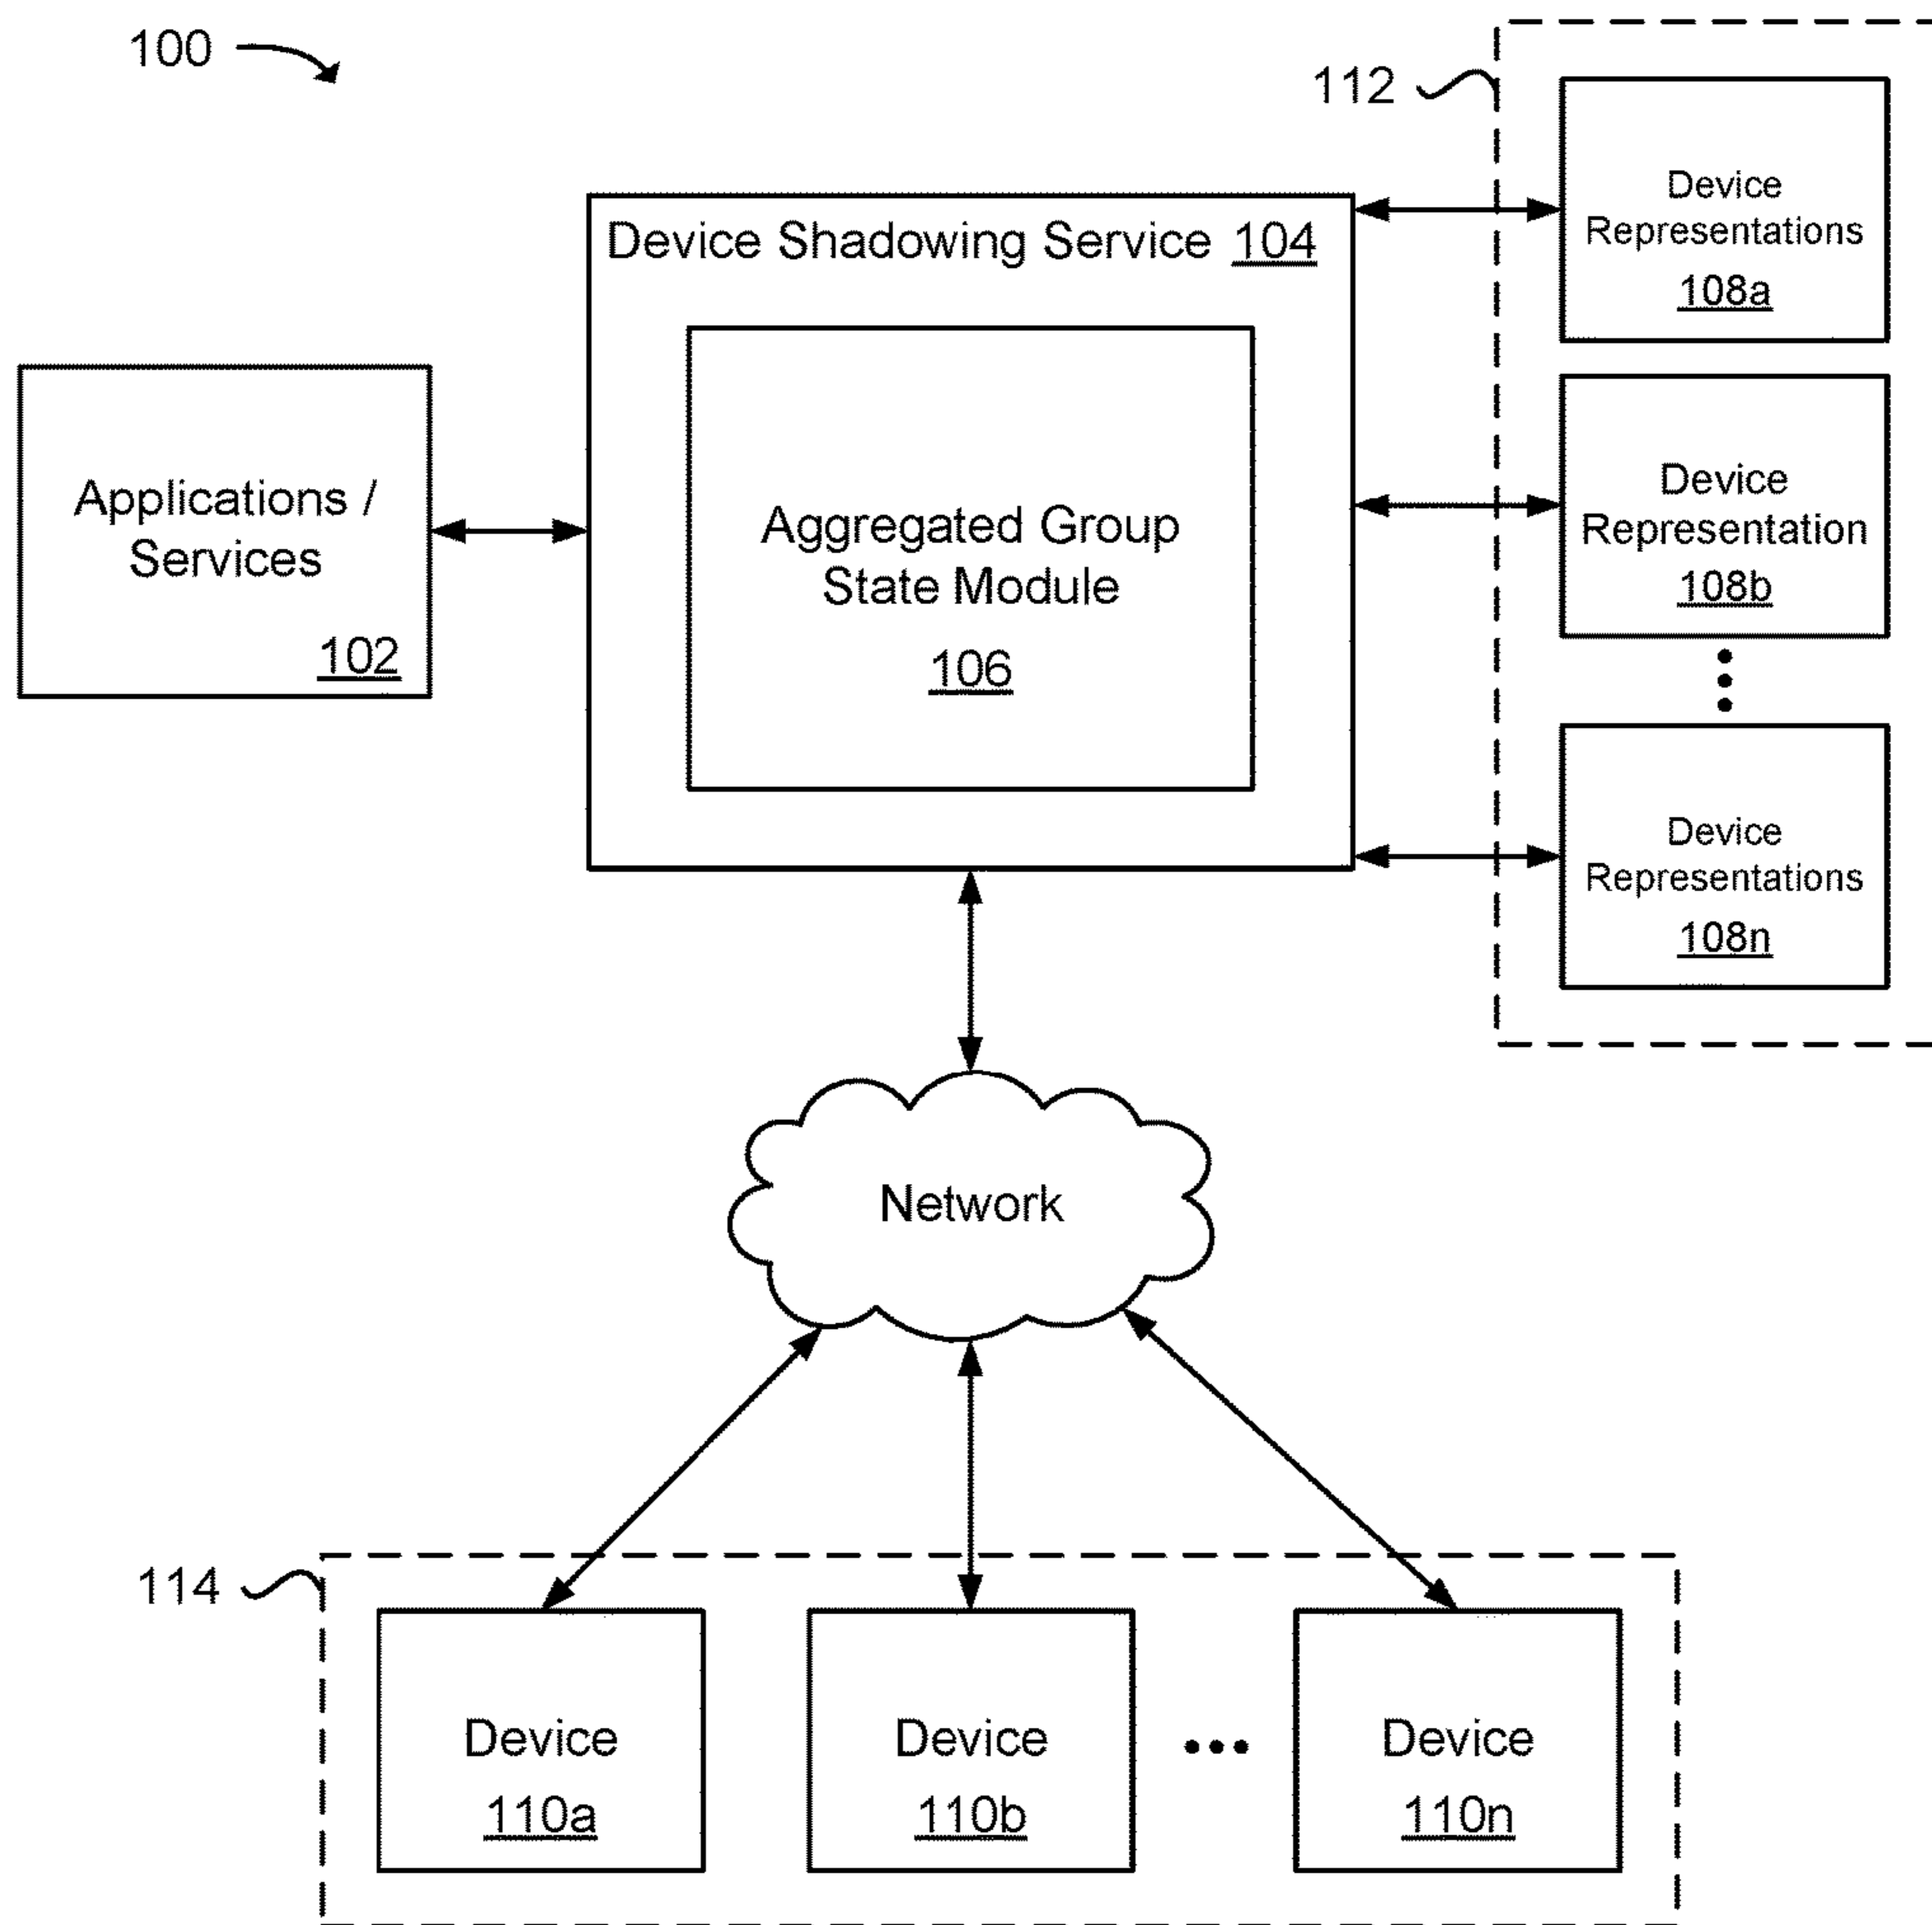 100
112
Device
Representations
108a
Device Shadowing Service 104
Applications /
Services
102
Aggregated Group
State Module
106
Device
Representation
108b
Device
Representations
108n
Network
114
Device
110a
Device
110b
Device
110n